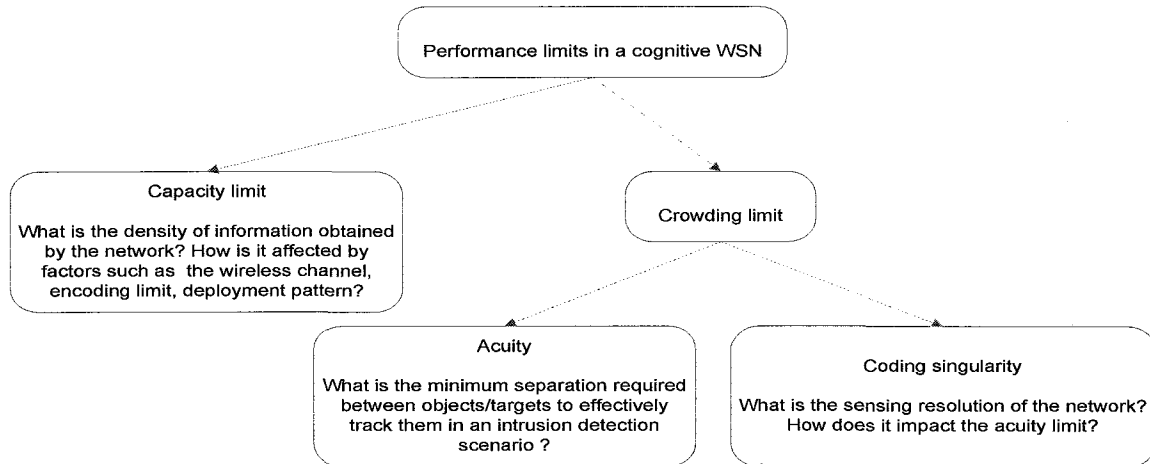 Performance limits in a cognitive WSN
Capacity limit
What is the density of information obtained
by the network? How is it affected by
factors such as the wireless channel,
encoding limit, deployment pattern?
Crowding limit
Acuity
What is the minimum separation required
between objects/targets to effectively
track them in an intrusion detection
scenario ?
Coding singularity
What is the sensing resolution of the network?
How does it impact the acuity limit?